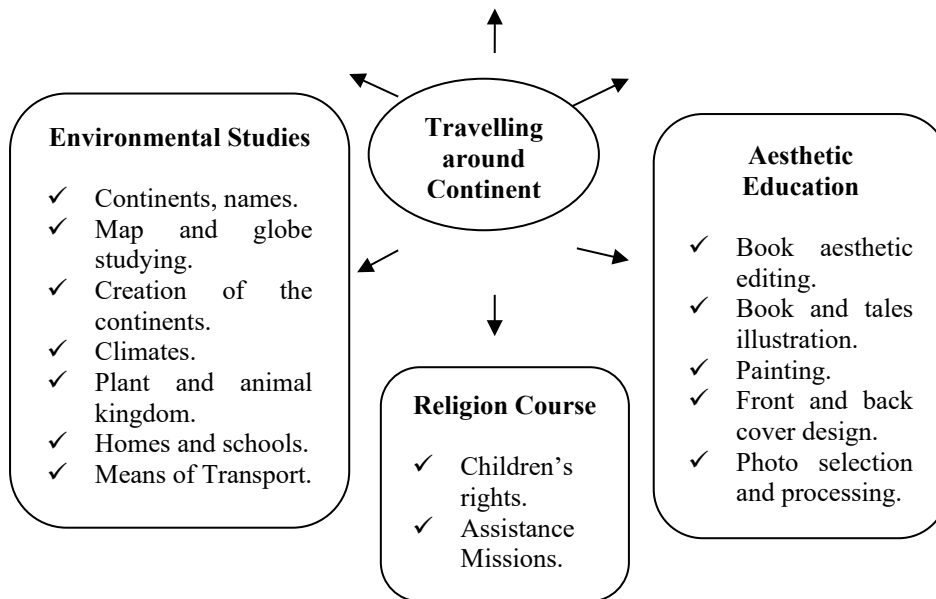 Travelling
around
Continent
Environmental Studies
✓ Continents, names.
✓ Map and globe
studying.
✓ Creation of the
continents.
✓ Climates.
✓ Plant and animal
kingdom.
✓ Homes and schools.
✓ Means of Transport.
Religion Course
✓ Children’s
rights.
✓ Assistance
Missions.
Aesthetic
Education
✓ Book aesthetic
editing.
✓ Book and tales
illustration.
✓ Painting.
✓ Front and back
cover design.
✓ Photo selection
and processing.